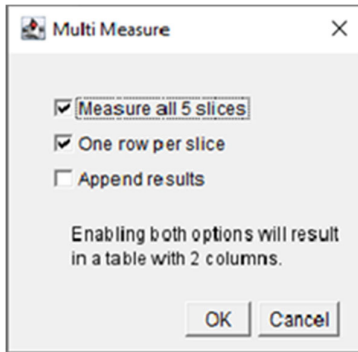 Multi Measure
Measure all 5 slices
One row per slice
Append results
Enabling both options will result
in a table with 2 columns.
OK Cancel